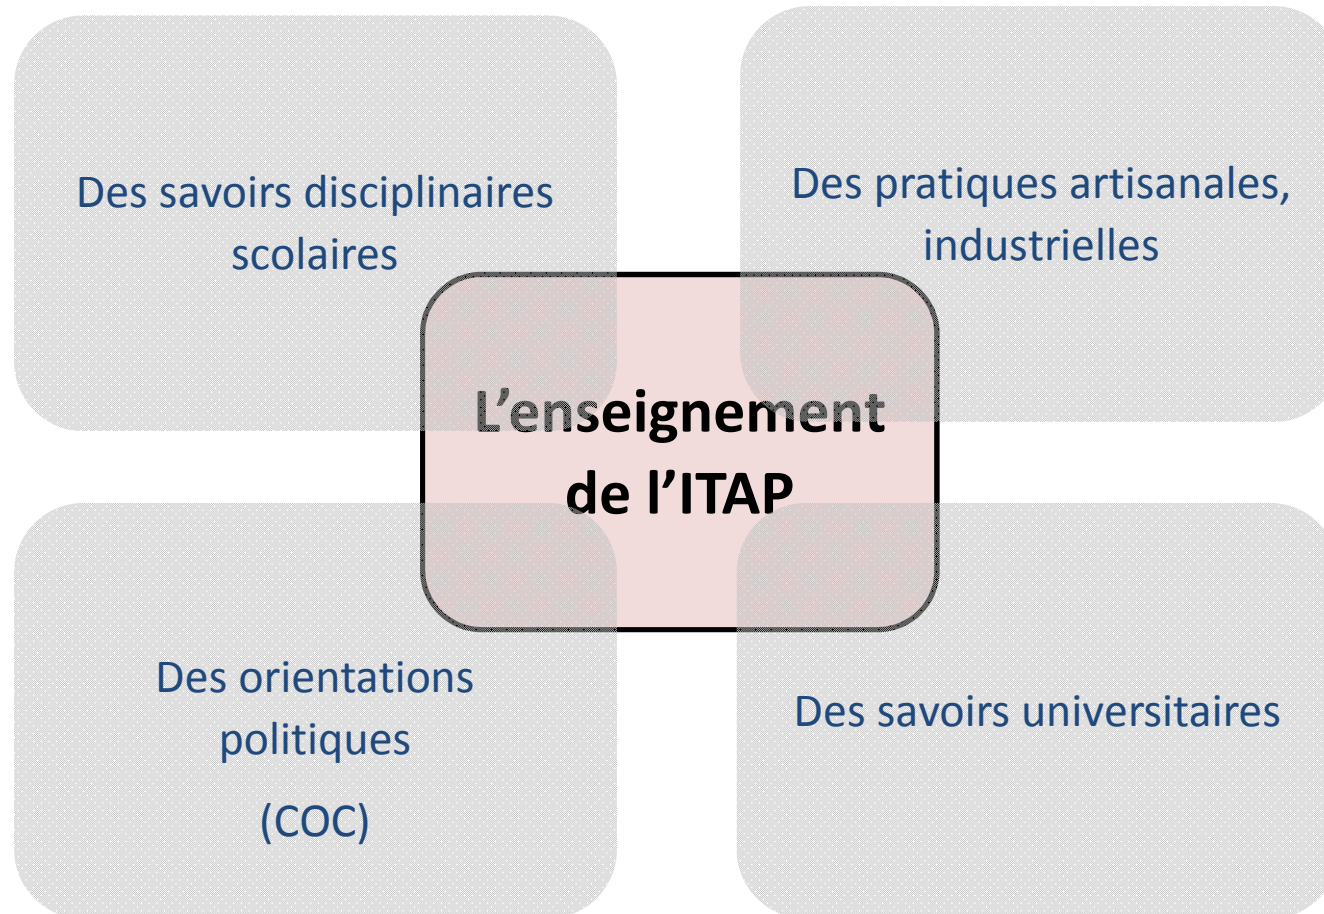 Des savoirs disciplinaires
scolaires
Des pratiques artisanales,
industrielles
L’enseignement
de l’ITAP
Des orientations
politiques
(COC)
Des savoirs universitaires